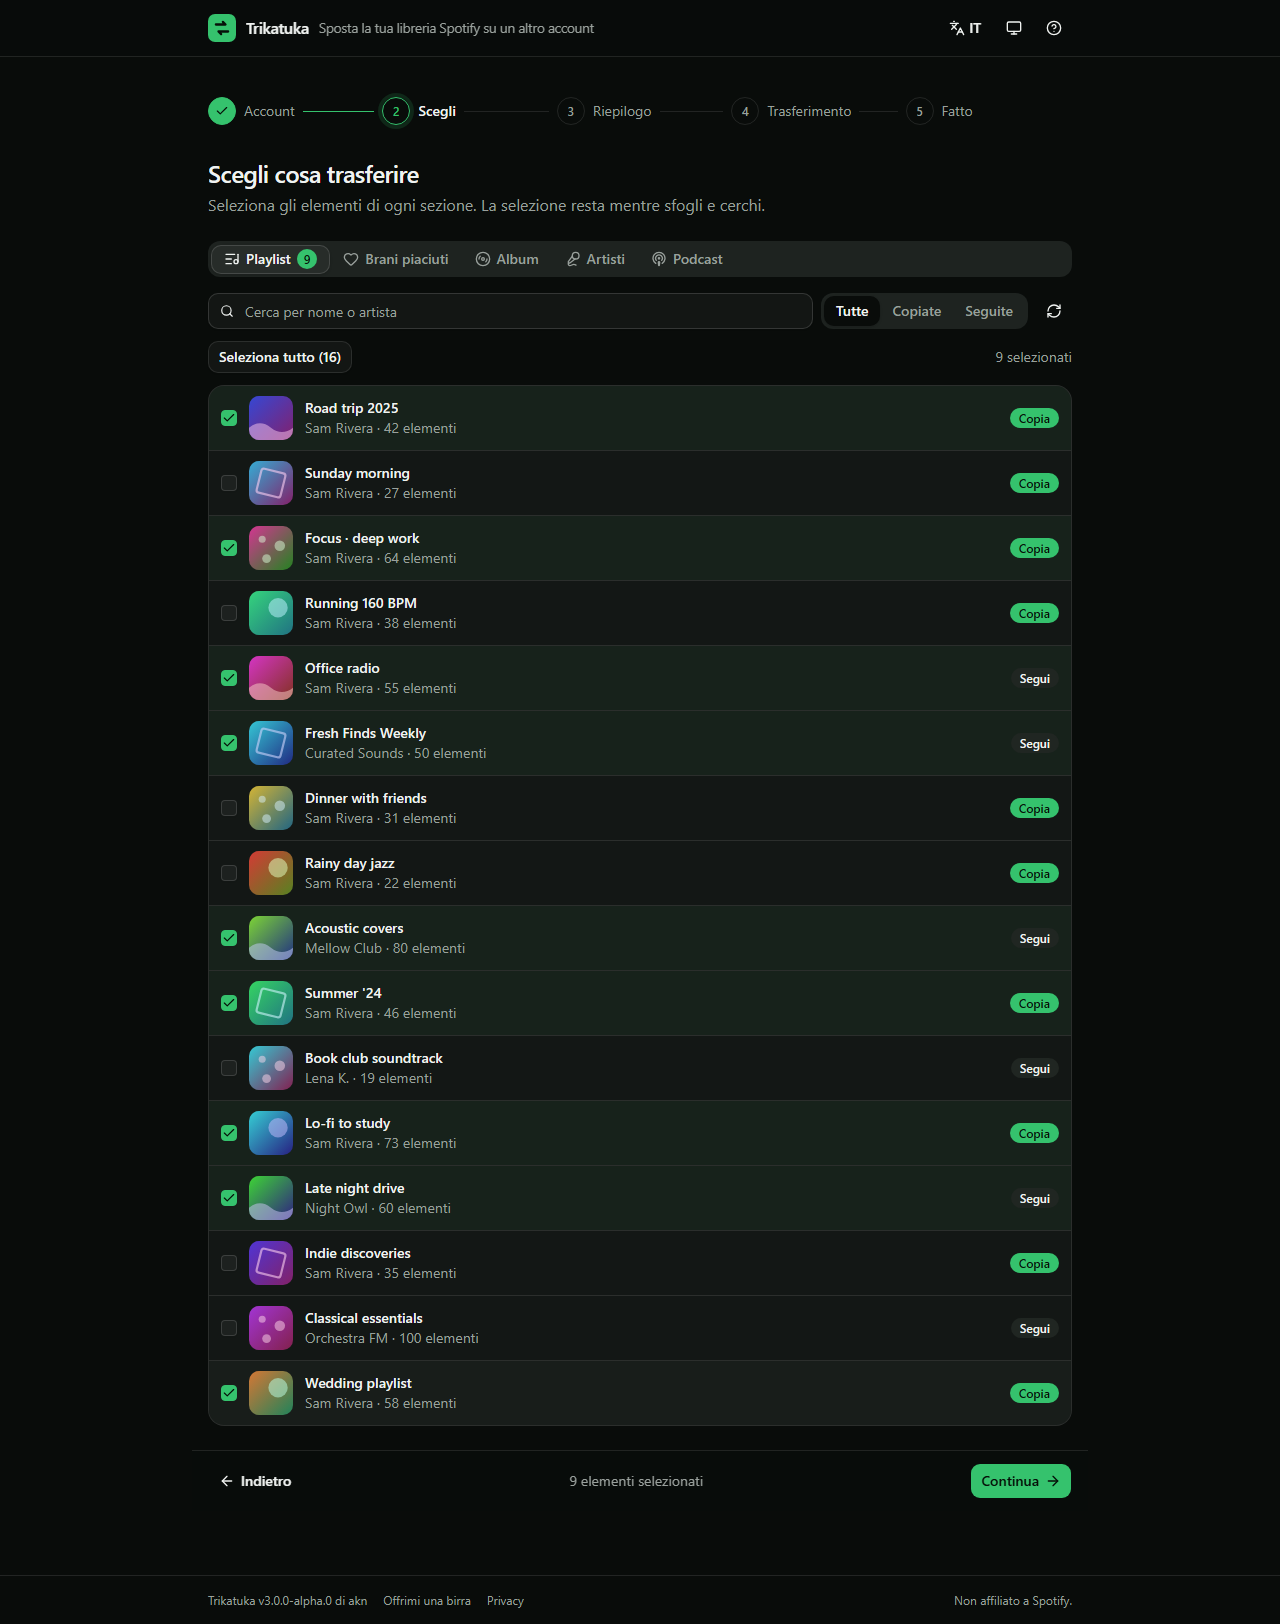 Trikatuka Sposta la tua libreria Spotify su un altro account IT
Account 2 Scegli 3 Riepilogo 4 Trasferimento 5 Fatto
Scegli cosa trasferire
Seleziona gli elementi di ogni sezione. La selezione resta mentre sfogli e cerchi.
Playlist 9 Brani piaciuti Album Artisti Podcast
Cerca per nome o artista Tutte Copiate Seguite
Seleziona tutto (16) 9 selezionati
Road trip 2025
Sam Rivera · 42 elementi
Copia
Sunday morning
Sam Rivera · 27 elementi
Copia
Focus · deep work
Sam Rivera · 64 elementi
Copia
Running 160 BPM
Sam Rivera · 38 elementi
Copia
Office radio
Sam Rivera · 55 elementi
Segui
Fresh Finds Weekly
Curated Sounds · 50 elementi
Segui
Dinner with friends
Sam Rivera · 31 elementi
Copia
Rainy day jazz
Sam Rivera · 22 elementi
Copia
Acoustic covers
Mellow Club · 80 elementi
Segui
Summer '24
Sam Rivera · 46 elementi
Copia
Book club soundtrack
Lena K. · 19 elementi
Segui
Lo-fi to study
Sam Rivera · 73 elementi
Copia
Late night drive
Night Owl · 60 elementi
Segui
Indie discoveries
Sam Rivera · 35 elementi
Copia
Classical essentials
Orchestra FM · 100 elementi
Segui
Wedding playlist
Sam Rivera · 58 elementi
Copia
Indietro 9 elementi selezionati Continua
Trikatuka v3.0.0-alpha.0 di akn Offrimi una birra Privacy Non affiliato a Spotify.